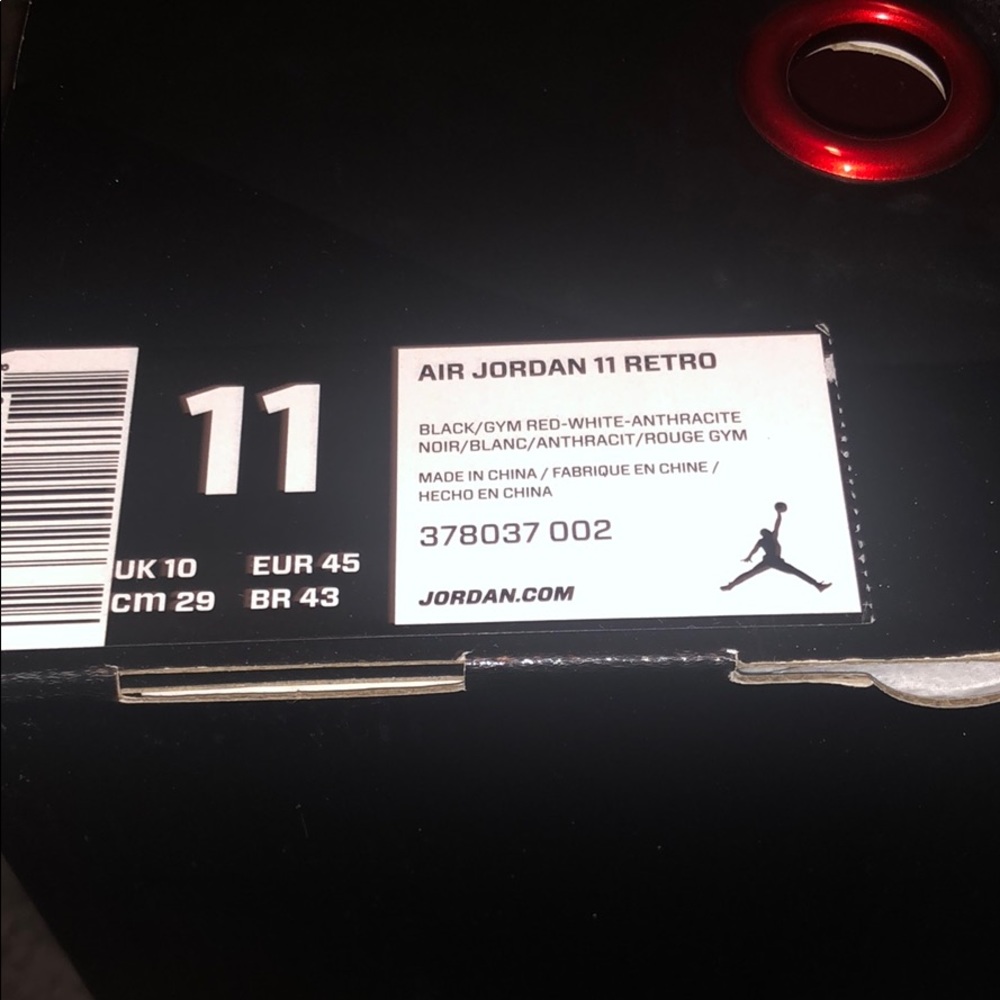 11
UK 10 EUR 45
cm 29 BR 43
AIR JORDAN 11 RETRO
BLACK/GYM RED-WHITE-ANTHRACITE
NOIR/BLANC/ANTHRACIT/ROUGE GYM
MADE IN CHINA / FABRIQUE EN CHINE /
HECHO EN CHINA
378037 002
JORDAN.COM